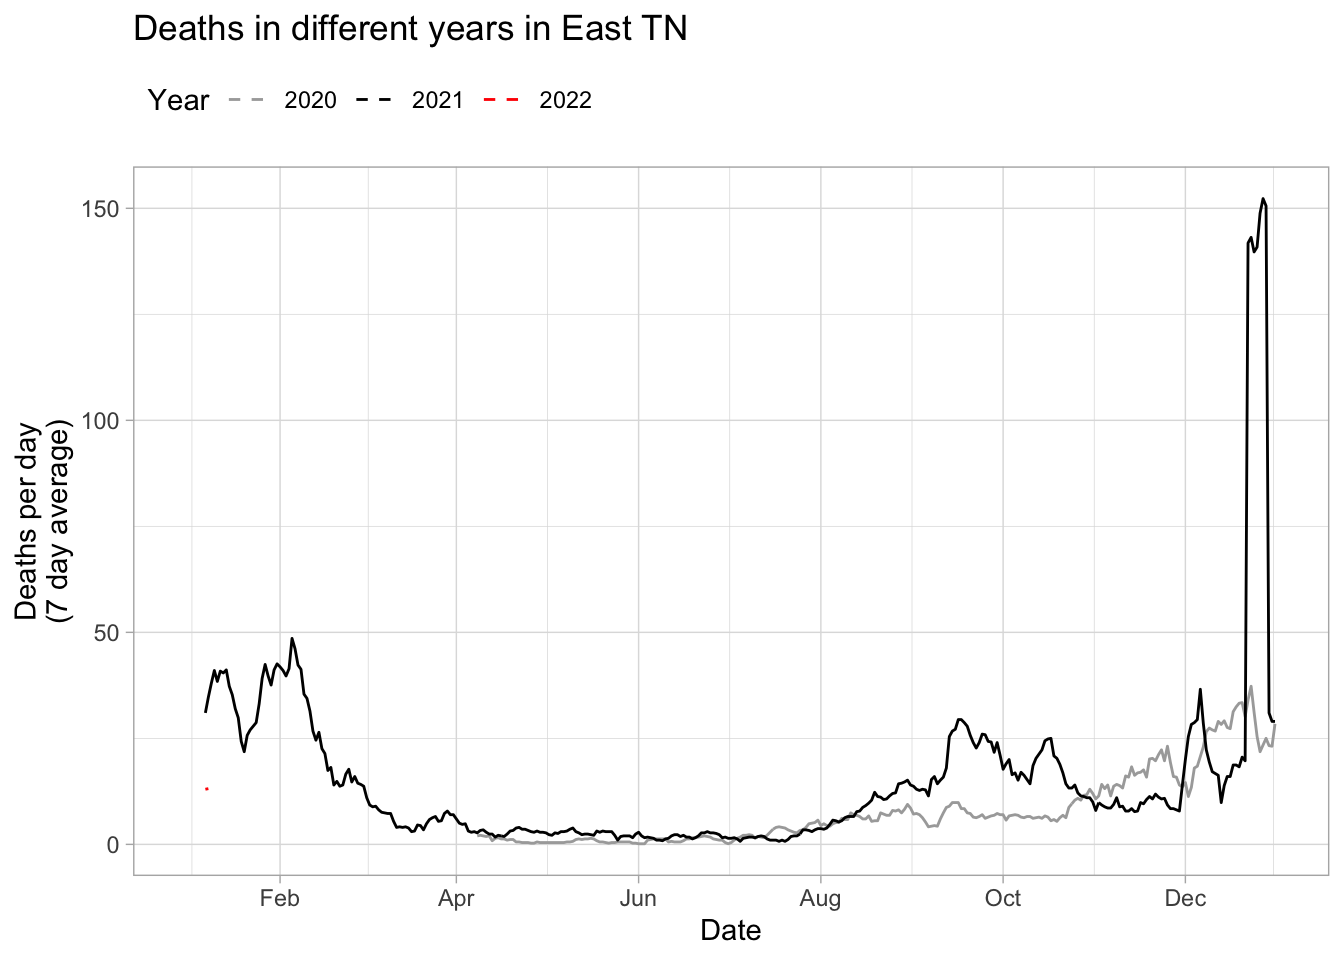 Deaths in different years in East TN
Year 2020 2021 2022
150
100
50
0
Deaths per day
(7 day average)
Feb Apr Jun Aug Oct Dec
Date